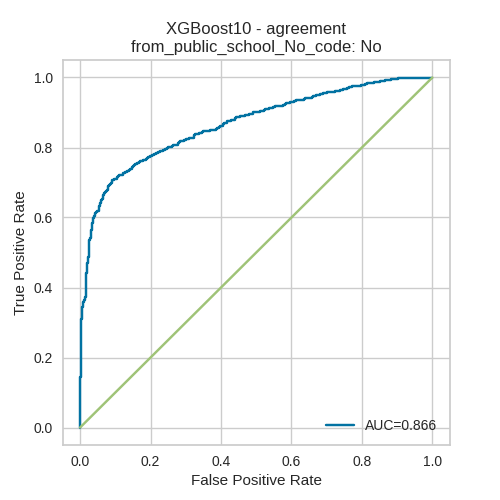 XGBoost10 - agreement
from_public_school_No_code: No
1.0
0.8
0.6
0.4
0.2
0.0
True Positive Rate
AUC=0.866
0.0 0.2 0.4 0.6 0.8 1.0
False Positive Rate